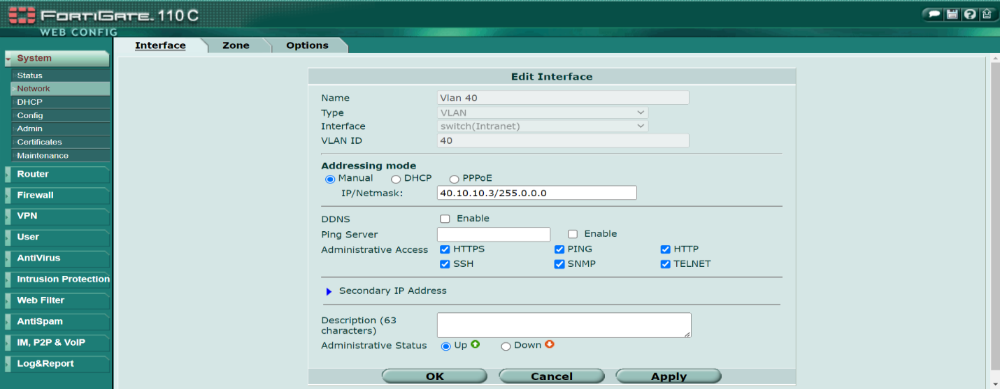 FORTIGATE. 110C
WEB CONFIG
Interface Zone Options
System
Status
Network
DHCP
Config
Admin
Certificates
Maintenance
Router
Firewall
VPN
User
AntiVirus
Intrusion Protection
Web Filter
AntiSpam
IM, P2P & VoIP
Log&Report
Edit Interface
Name Vlan 40
Type VLAN
Interface switch(Intranet)
VLAN ID 40
Addressing mode
Manual DHCP PPPoE
IP/Netmask: 40.10.10.3/255.0.0.0
DDNS Enable
Ping Server Enable
Administrative Access HTTPS PING HTTP
SSH SNMP TELNET
Secondary IP Address
Description (63
characters)
Administrative Status Up Down
OK Cancel Apply